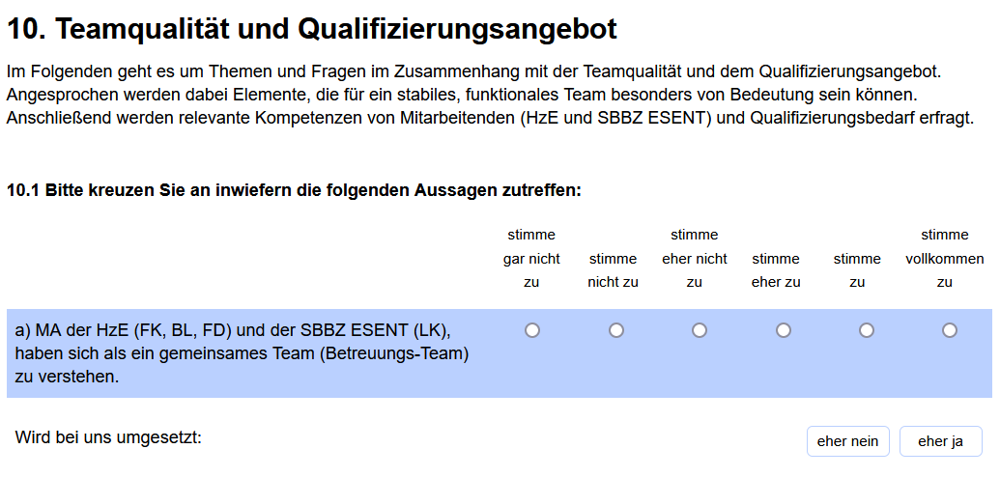 10. Teamqualität und Qualifizierungsangebot
Im Folgenden geht es um Themen und Fragen im Zusammenhang mit der Teamqualität und dem Qualifizierungsangebot.
Angesprochen werden dabei Elemente, die für ein stabiles, funktionales Team besonders von Bedeutung sein können.
Anschließend werden relevante Kompetenzen von Mitarbeitenden (HzE und SBBZ ESENT) und Qualifizierungsbedarf erfragt.
10.1 Bitte kreuzen Sie an inwiefern die folgenden Aussagen zutreffen:
stimme gar nicht zu
stimme nicht zu
stimme eher nicht zu
stimme eher zu
stimme zu
stimme vollkommen zu
a) MA der HzE (FK, BL, FD) und der SBBZ ESENT (LK),
haben sich als ein gemeinsames Team (Betreuungs-Team)
zu verstehen.
Wird bei uns umgesetzt:
eher nein
eher ja